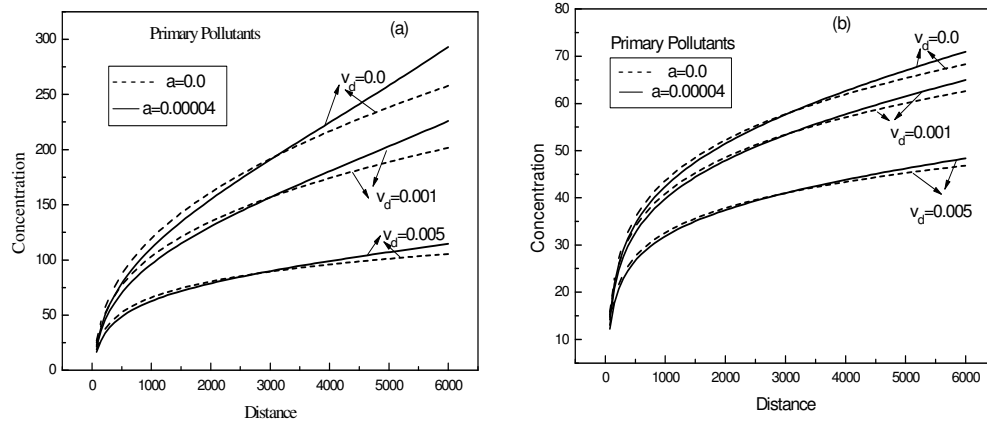 (a)
Primary Pollutants
a=0.0
a=0.00004
v_d=0.0
v_d=0.001
v_d=0.005
300
250
200
150
100
50
0
Concentration
0 1000 2000 3000 4000 5000 6000
Distance
(b)
Primary Pollutants
a=0.0
a=0.00004
v_d=0.0
v_d=0.001
v_d=0.005
80
70
60
50
40
30
20
10
Concentration
0 1000 2000 3000 4000 5000 6000
Distance